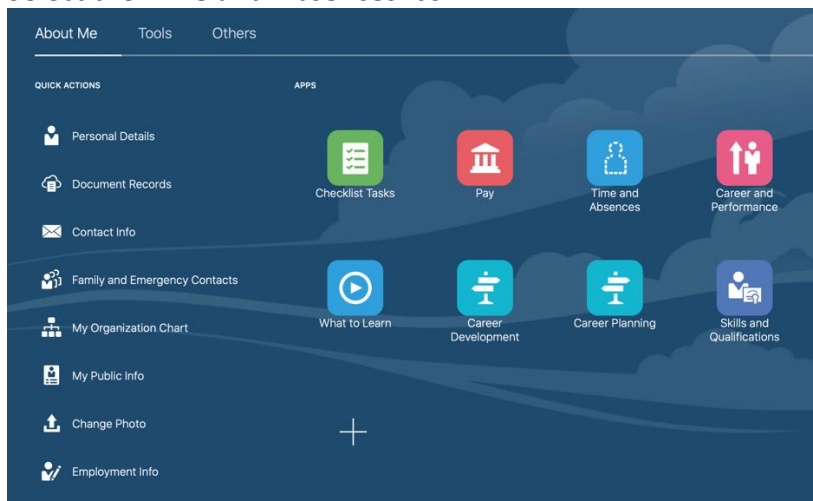 About Me Tools Others
QUICK ACTIONS
Personal Details
Document Records
Contact Info
Family and Emergency Contacts
My Organization Chart
My Public Info
Change Photo
Employment Info
APPS
Checklist Tasks
Pay
Time and
Absences
Career and
Performance
What to Learn
Career
Development
Career Planning
Skills and
Qualifications